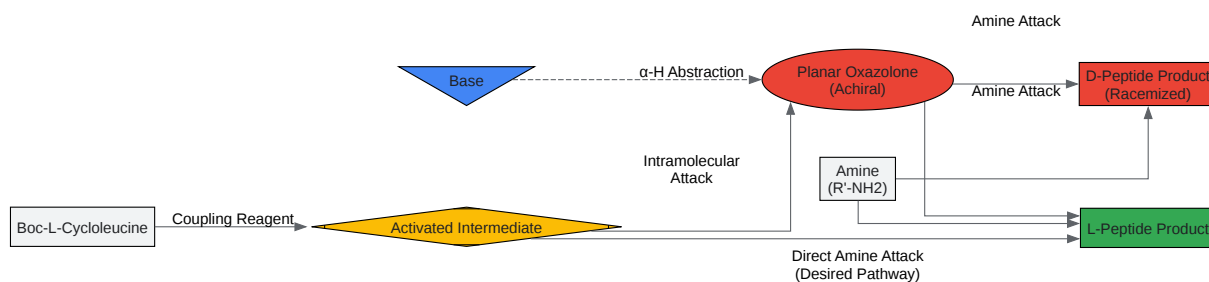 Amine Attack
Base
α-H Abstraction
Planar Oxazolone
(Achiral)
Amine Attack
D-Peptide Product
(Racemized)
Intramolecular
Attack
Amine
(R'-NH2)
Boc-L-Cycloleucine
Coupling Reagent
Activated Intermediate
L-Peptide Product
Direct Amine Attack
(Desired Pathway)